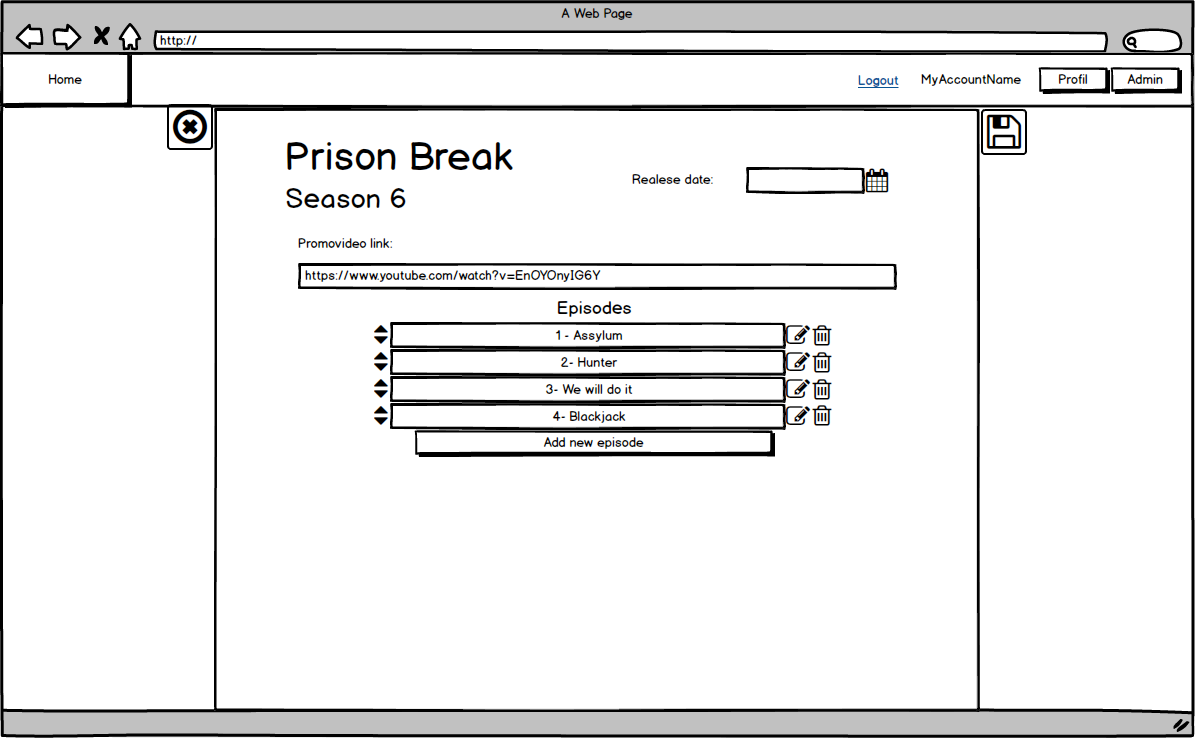 A Web Page
http://
Home
Logout
MyAccountName
Profil
Admin
Prison Break
Season 6
Realese date:
Promovideo link:
https://www.youtube.com/watch?v=EnOYOnyIG6Y
Episodes
1 - Assylum
2- Hunter
3- We will do it
4- Blackjack
Add new episode